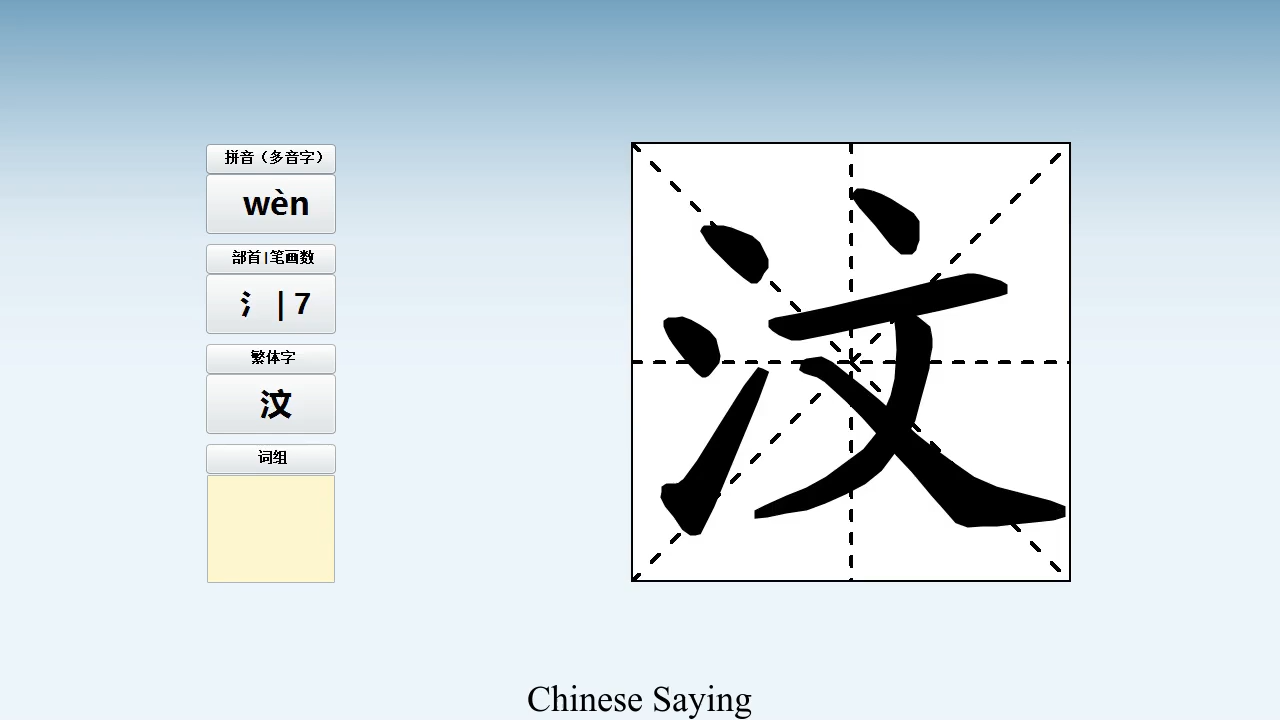 拼音（多音字）
wèn
部首|笔画数
氵 | 7
繁体字
汶
词组
汶
Chinese Saying